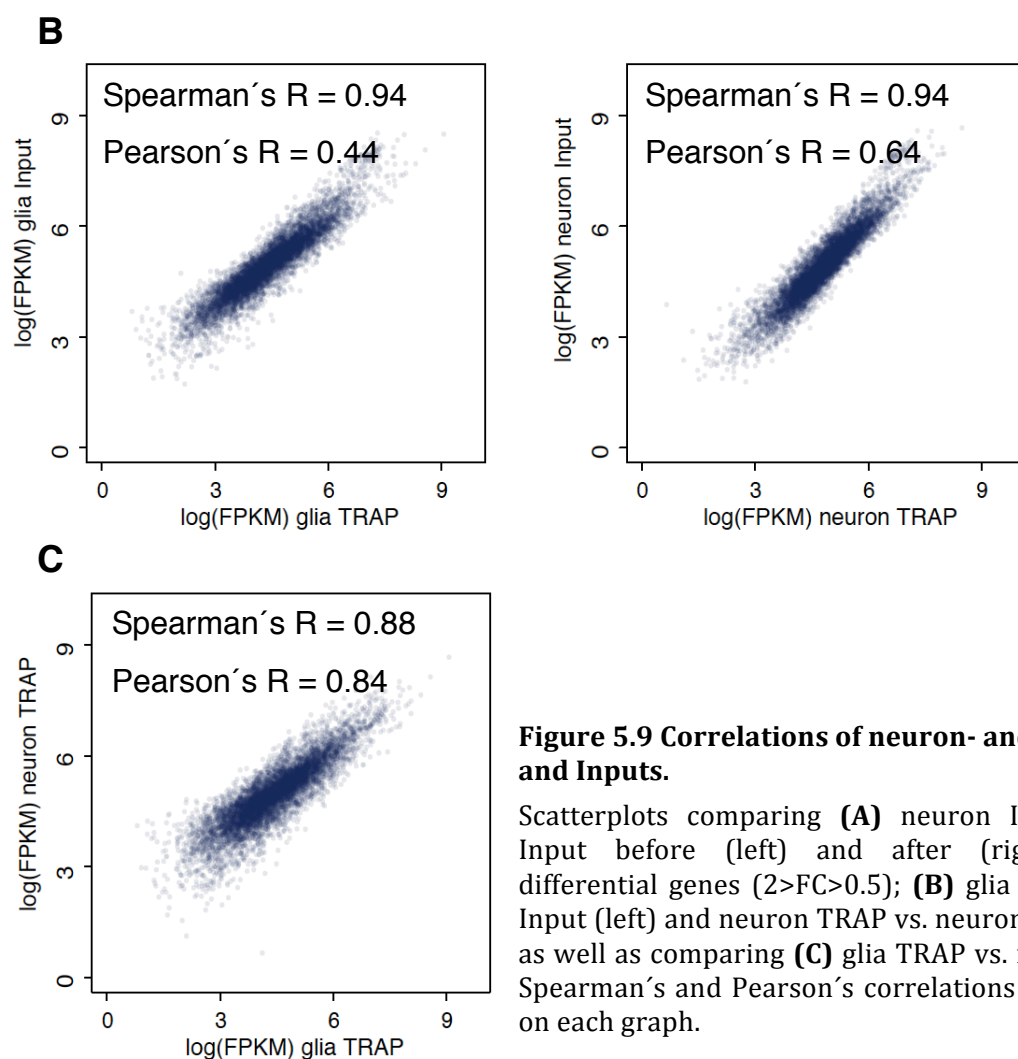 B
Spearman´s R = 0.94
Pearson´s R = 0.44
log(FPKM) glia Input
9
6
3
0
0 3 6 9
log(FPKM) glia TRAP
Spearman´s R = 0.94
Pearson´s R = 0.64
log(FPKM) neuron Input
9
6
3
0
0 3 6 9
log(FPKM) neuron TRAP
C
Spearman´s R = 0.88
Pearson´s R = 0.84
log(FPKM) neuron TRAP
9
6
3
0
0 3 6 9
log(FPKM) glia TRAP
Figure 5.9 Correlations of neuron- and
and Inputs.
Scatterplots comparing (A) neuron
Input before (left) and after
differential genes (2>FC>0.5); (B) glia
Input (left) and neuron TRAP vs. neuron
as well as comparing (C) glia TRAP vs.
Spearman´s and Pearson´s correlations
on each graph.